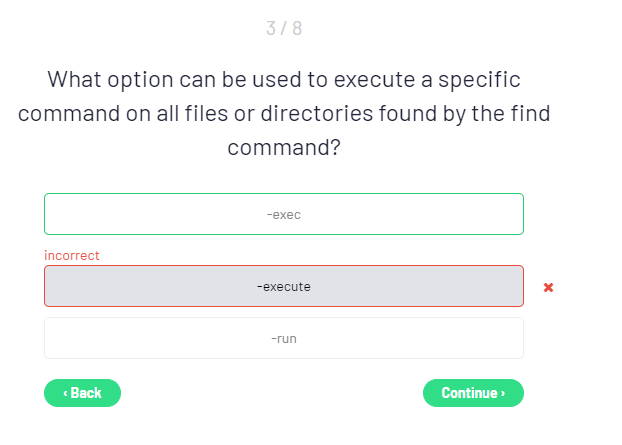 3 / 8
What option can be used to execute a specific
command on all files or directories found by the find
command?
-exec
incorrect
-execute
-run
‹ Back
Continue ›